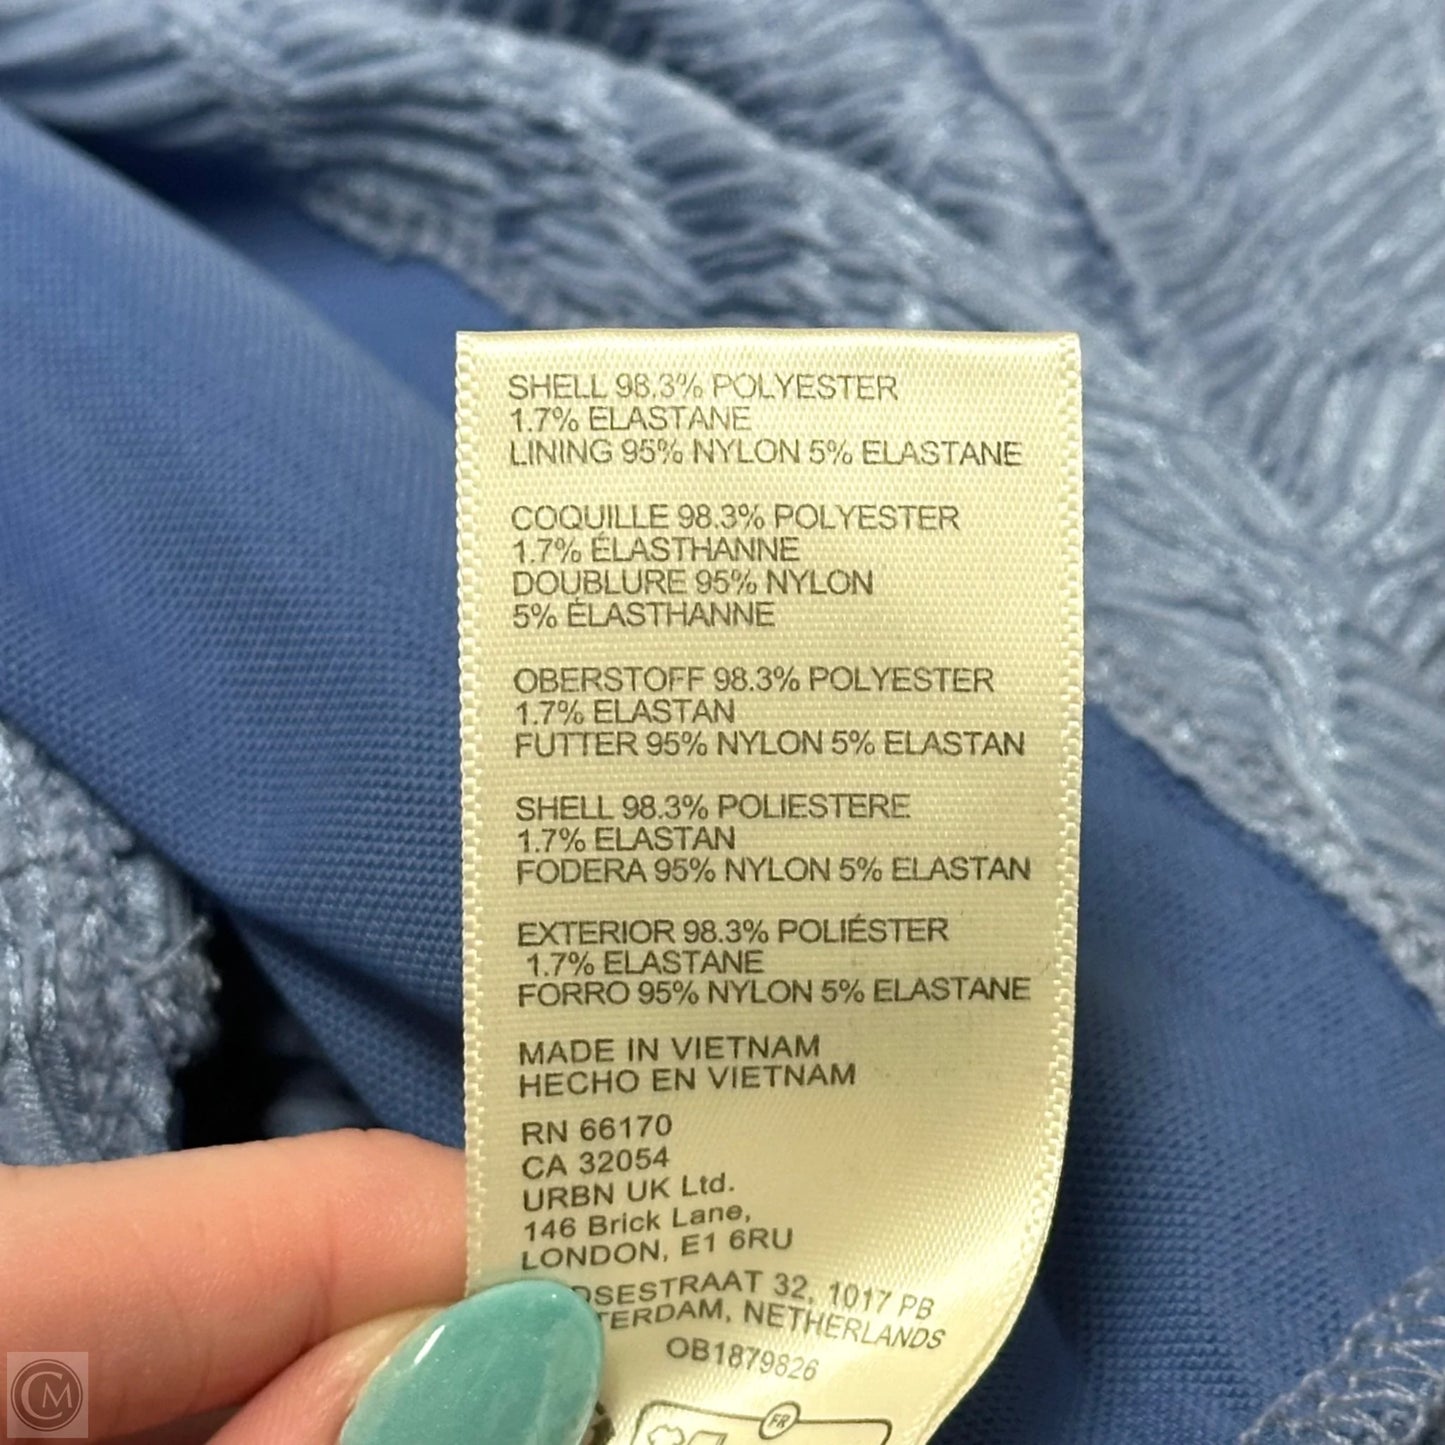 SHELL 98.3% POLYESTER
1.7% ELASTANE
LINING 95% NYLON 5% ELASTANE
COQUILLE 98.3% POLYESTER
1.7% ÉLASTHANNE
DOUBLURE 95% NYLON
5% ÉLASTHANNE
OBERSTOFF 98.3% POLYESTER
1.7% ELASTAN
FUTTER 95% NYLON 5% ELASTAN
SHELL 98.3% POLIESTERE
1.7% ELASTAN
FODERA 95% NYLON 5% ELASTAN
EXTERIOR 98.3% POLIÉSTER
1.7% ELASTANE
FORRO 95% NYLON 5% ELASTANE
MADE IN VIETNAM
HECHO EN VIETNAM
RN 66170
CA 32054
URBN UK Ltd.
146 Brick Lane,
LONDON, E1 6RU
32, 1017 PB
NETHERLANDS
OB1879826
FR
CM